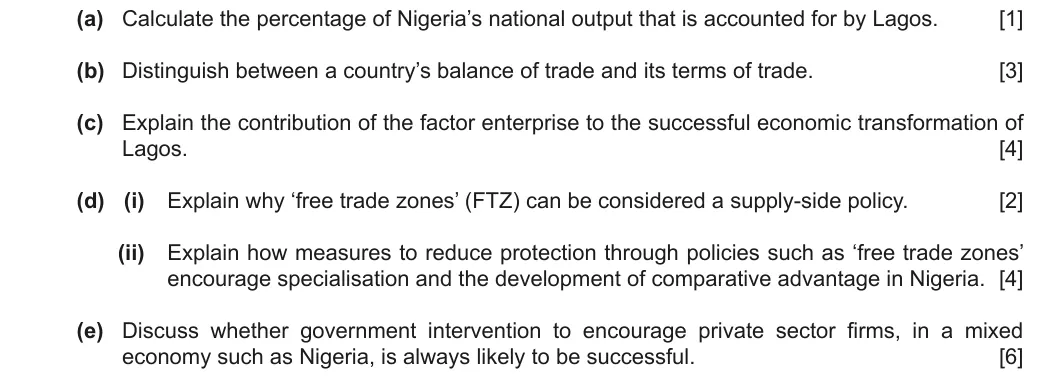 (a) Calculate the percentage of Nigeria’s national output that is accounted for by Lagos. [1]
(b) Distinguish between a country’s balance of trade and its terms of trade. [3]
(c) Explain the contribution of the factor enterprise to the successful economic transformation of
Lagos. [4]
(d) (i) Explain why ‘free trade zones’ (FTZ) can be considered a supply-side policy. [2]
(ii) Explain how measures to reduce protection through policies such as ‘free trade zones’
encourage specialisation and the development of comparative advantage in Nigeria. [4]
(e) Discuss whether government intervention to encourage private sector firms, in a mixed
economy such as Nigeria, is always likely to be successful. [6]